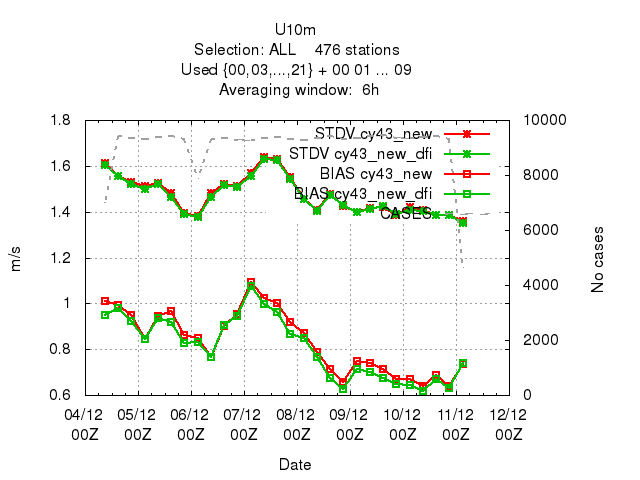 U10m
Selection: ALL 476 stations
Used {00,03,...,21} + 00 01 ... 09
Averaging window: 6h
STDV cy43_new
STDV cy43_new_dfi
BIAS cy43_new
BIAS cy43_new_dfi
CASES
1.8
1.6
1.4
1.2
1
0.8
0.6
m/s
10000
8000
6000
4000
2000
0
No cases
04/12 05/12 06/12 07/12 08/12 09/12 10/12 11/12 12/12
00Z 00Z 00Z 00Z 00Z 00Z 00Z 00Z 00Z
Date